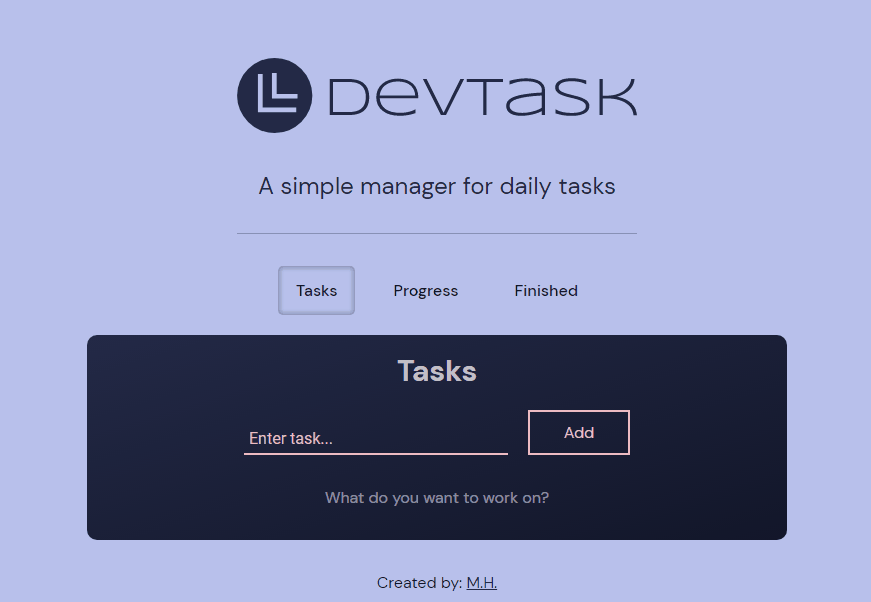 DevTask
A simple manager for daily tasks
Tasks Progress Finished
Tasks
Enter task...
Add
What do you want to work on?
Created by: M.H.